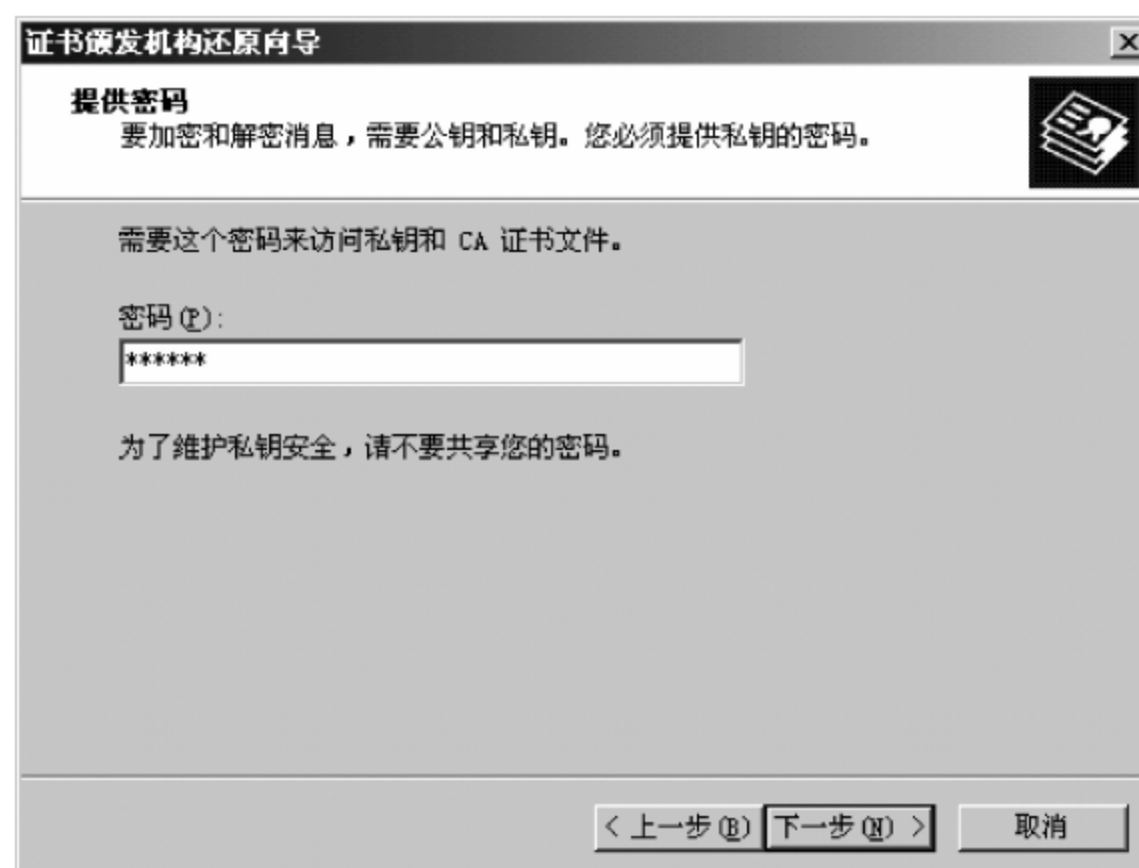 证书颁发机构还原向导
提供密码
要加密和解密消息，需要公钥和私钥。您必须提供私钥的密码。
需要这个密码来访问私钥和 CA 证书文件。
密码(P):
******
为了维护私钥安全，请不要共享您的密码。
< 上一步(B) 下一步(N) > 取消